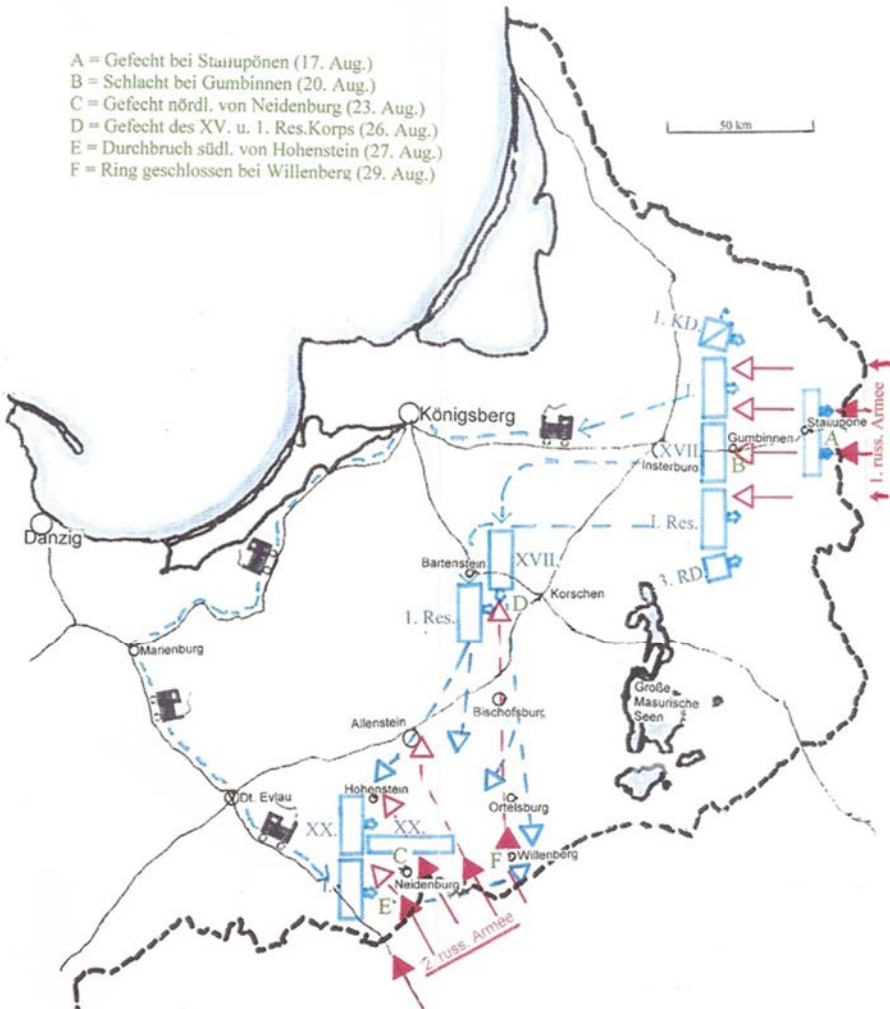 A = Gefecht bei Stallupönen (17. Aug.)
B = Schlacht bei Gumbinnen (20. Aug.)
C = Gefecht nördl. von Neidenburg (23. Aug.)
D = Gefecht des XV. u. 1. Res.Korps (26. Aug.)
E = Durchbruch südl. von Hohenstein (27. Aug.)
F = Ring geschlossen bei Willenberg (29. Aug.)
50 km
1. KD.
I.
Königsberg
Stallupöne
A
1. russ. Armee
Gumbinnen
B
XVII.
Insterburg
I. Res.
Danzig
XVII.
Bartenstein
3. RD.
Korschen
D
1. Res.
Marienburg
Große
Masurische
Seen
Bischofsburg
Allenstein
Dt. Eylau
Hohenstein
Ortelsburg
XX.
XX.
C
F
Willenberg
Neidenburg
I.
E
2. russ. Armee